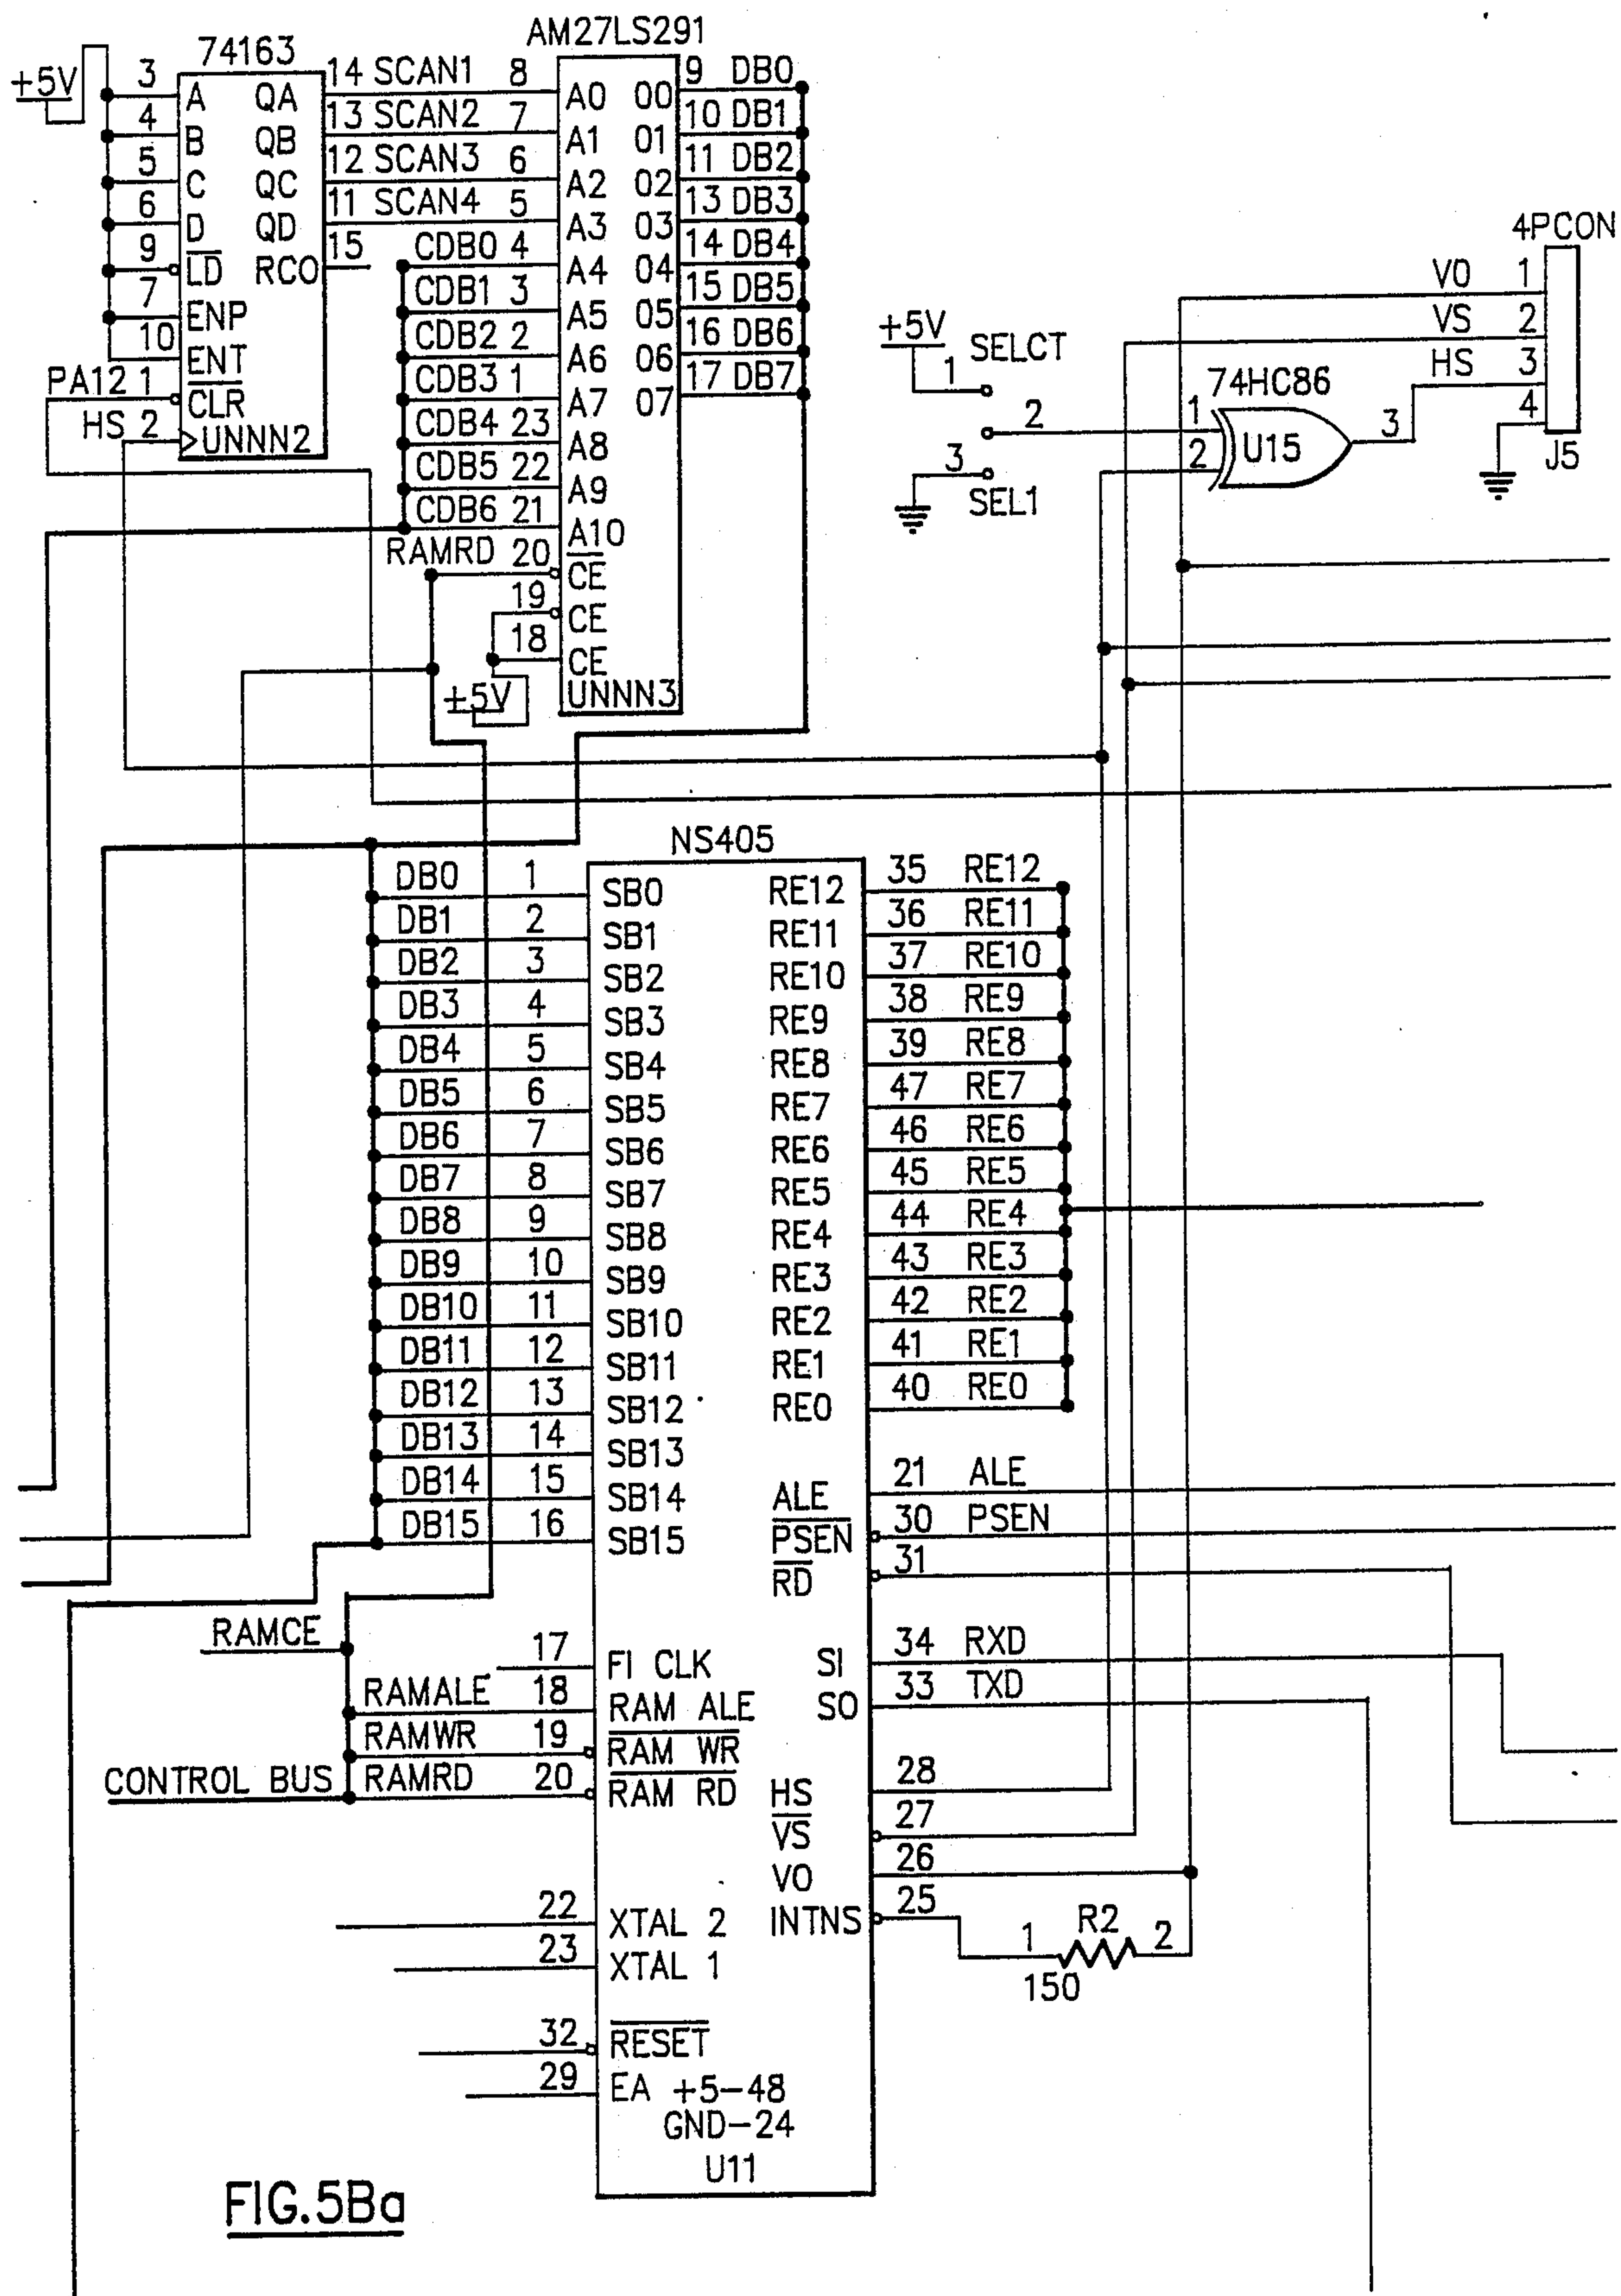 AM27LS291
74163
+5V
3 A QA 14 SCAN1 8 A0 00 9 DB0
4 B QB 13 SCAN2 7 A1 01 10 DB1
5 C QC 12 SCAN3 6 A2 02 11 DB2
6 D QD 11 SCAN4 5 A3 03 13 DB3
9 LD RCO 15 CDB0 4 A4 04 14 DB4
7 ENP CDB1 3 A5 05 15 DB5
10 ENT CDB2 2 A6 06 16 DB6
PA12 1 CLR CDB3 1 A7 07 17 DB7
HS 2 UNNN2 CDB4 23 A8
CDB5 22 A9
CDB6 21 A10
RAMRD 20 CE
19 CE
18 CE
+5V UNNN3
4PCON
VO 1
VS 2
HS 3
4
J5
+5V
1 SELCT
2
3
SEL1
74HC86
1
2 U15 3
NS405
DB0 1 SB0 RE12 35 RE12
DB1 2 SB1 RE11 36 RE11
DB2 3 SB2 RE10 37 RE10
DB3 4 SB3 RE9 38 RE9
DB4 5 SB4 RE8 39 RE8
DB5 6 SB5 RE7 47 RE7
DB6 7 SB6 RE6 46 RE6
DB7 8 SB7 RE5 45 RE5
DB8 9 SB8 RE4 44 RE4
DB9 10 SB9 RE3 43 RE3
DB10 11 SB10 RE2 42 RE2
DB11 12 SB11 RE1 41 RE1
DB12 13 SB12 RE0 40 RE0
DB13 14 SB13
DB14 15 SB14 ALE 21 ALE
DB15 16 SB15 PSEN 30 PSEN
RD 31
RAMCE
17 FI CLK SI 34 RXD
RAMALE 18 RAM ALE SO 33 TXD
RAMWR 19 RAM WR
CONTROL BUS RAMRD 20 RAM RD HS 28
VS 27
VO 26
22 XTAL 2 INTNS 25
23 XTAL 1
1 R2 2
150
32 RESET
29 EA +5-48
GND-24
U11
FIG.5Ba